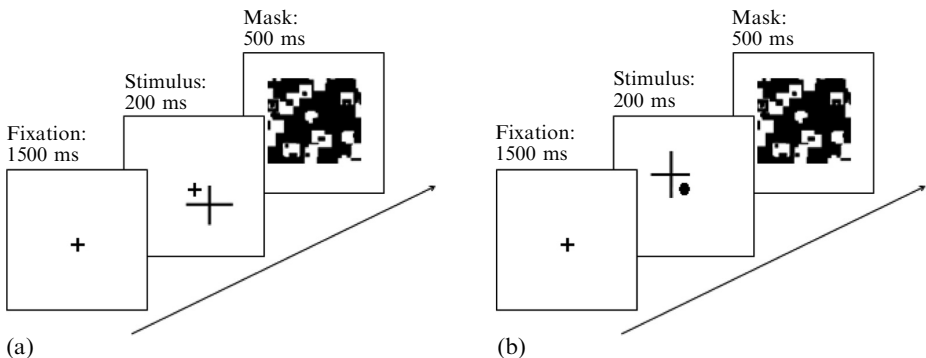 Mask:
500 ms
Stimulus:
200 ms
Fixation:
1500 ms
(a)
Mask:
500 ms
Stimulus:
200 ms
Fixation:
1500 ms
(b)